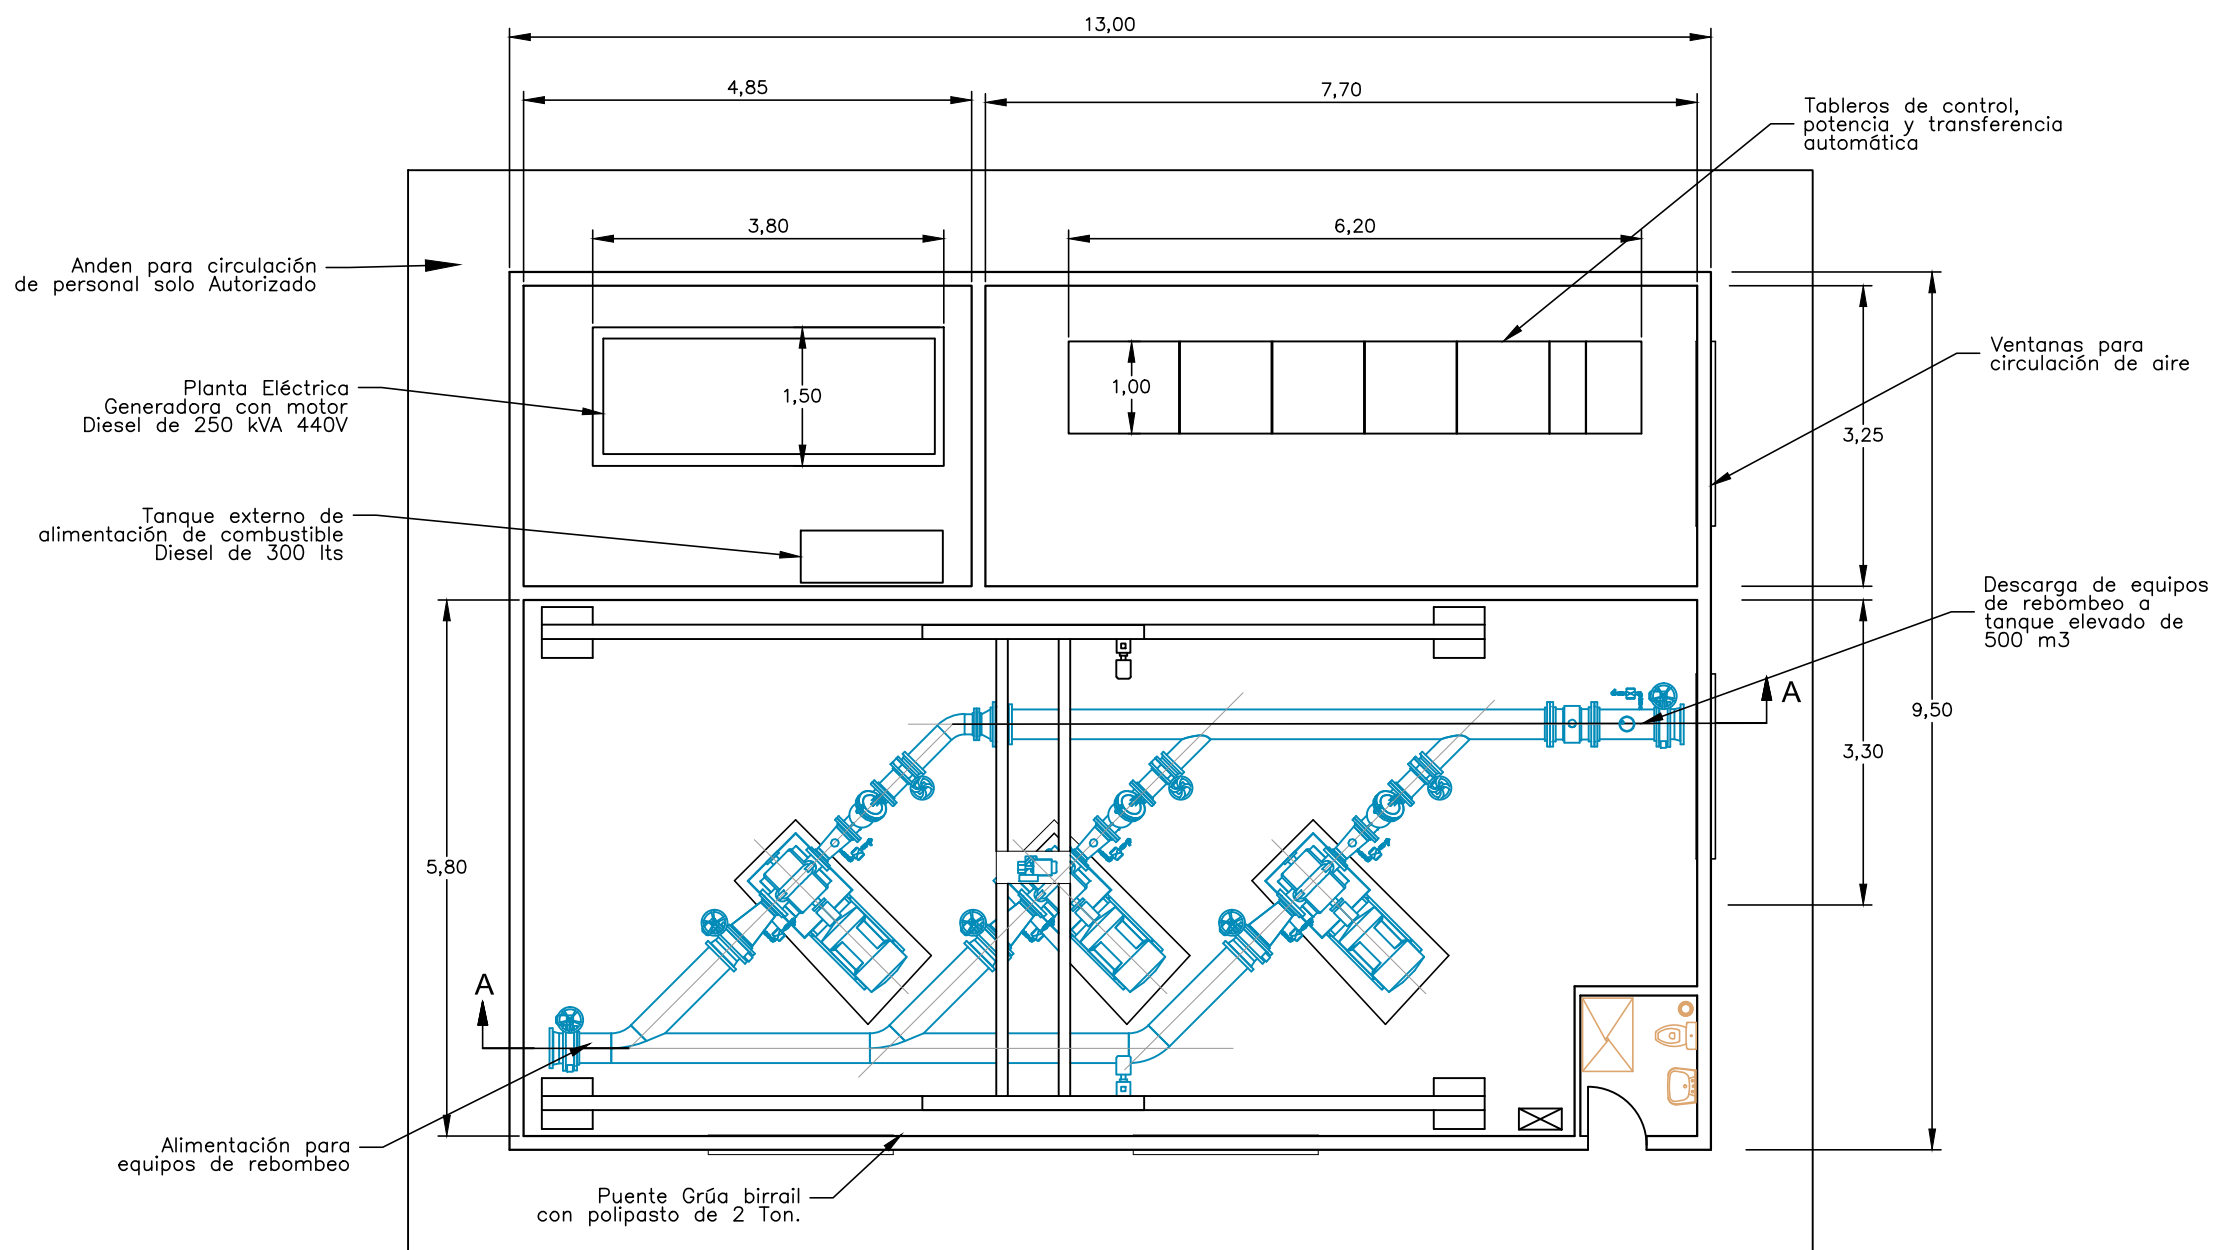 13,00
4,85
7,70
Tableros de control,
potencia y transferencia
automática
3,80
6,20
Anden para circulación
de personal solo Autorizado
Ventanas para
circulación de aire
Planta Eléctrica
Generadora con motor
Diesel de 250 kVA 440V
1,50
1,00
3,25
Tanque externo de
alimentación de combustible
Diesel de 300 lts
Descarga de equipos
de rebombeo a
tanque elevado de
500 m3
A
9,50
3,30
5,80
A
Alimentación para
equipos de rebombeo
Puente Grúa birrail
con polipasto de 2 Ton.